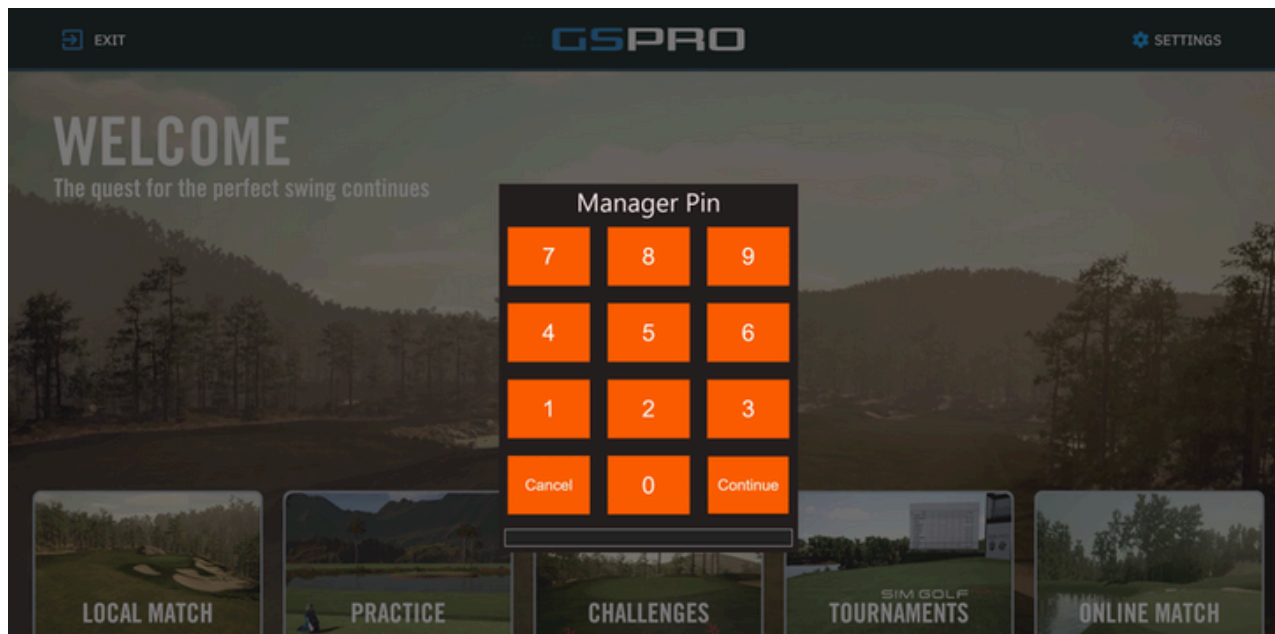 EXIT
GSPRO
SETTINGS
WELCOME
The quest for the perfect swing continues
Manager Pin
7 8 9
4 5 6
1 2 3
Cancel 0 Continue
SIM GOLF
LOCAL MATCH PRACTICE CHALLENGES TOURNAMENTS ONLINE MATCH